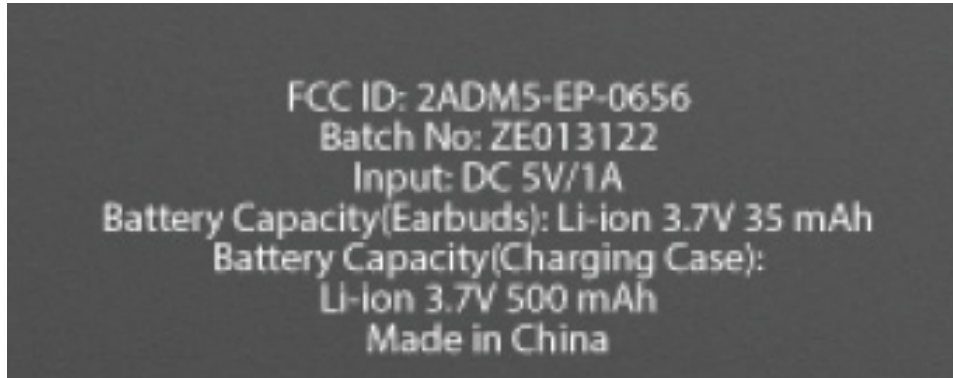 FCC ID: 2ADM5-EP-0656
Batch No: ZE013122
Input: DC 5V/1A
Battery Capacity(Earbuds): Li-ion 3.7V 35 mAh
Battery Capacity(Charging Case):
Li-ion 3.7V 500 mAh
Made in China